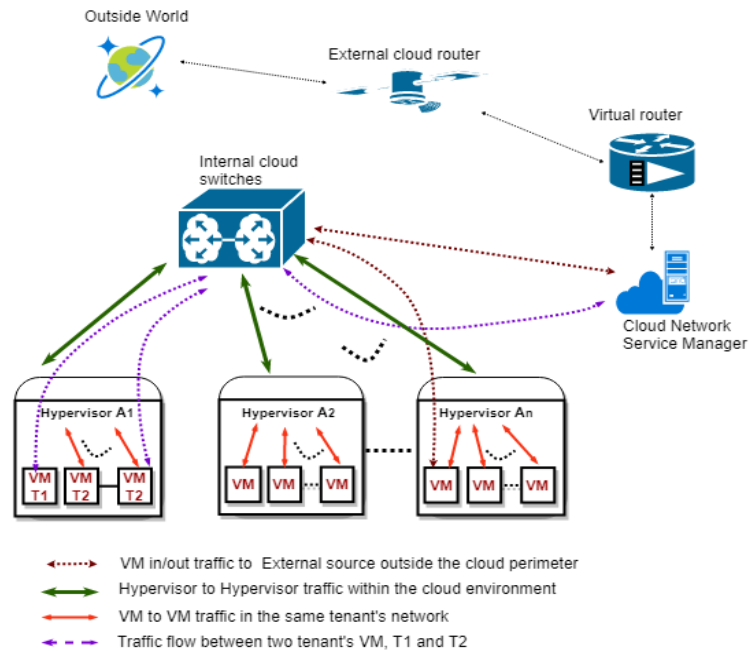 Outside World
External cloud router
Virtual router
Internal cloud
switches
Cloud Network
Service Manager
Hypervisor A1
Hypervisor A2
Hypervisor An
VM
T1
VM
T2
VM
T2
VM
VM
VM
VM
VM
VM
VM in/out traffic to External source outside the cloud perimeter
Hypervisor to Hypervisor traffic within the cloud environment
VM to VM traffic in the same tenant's network
Traffic flow between two tenant's VM, T1 and T2